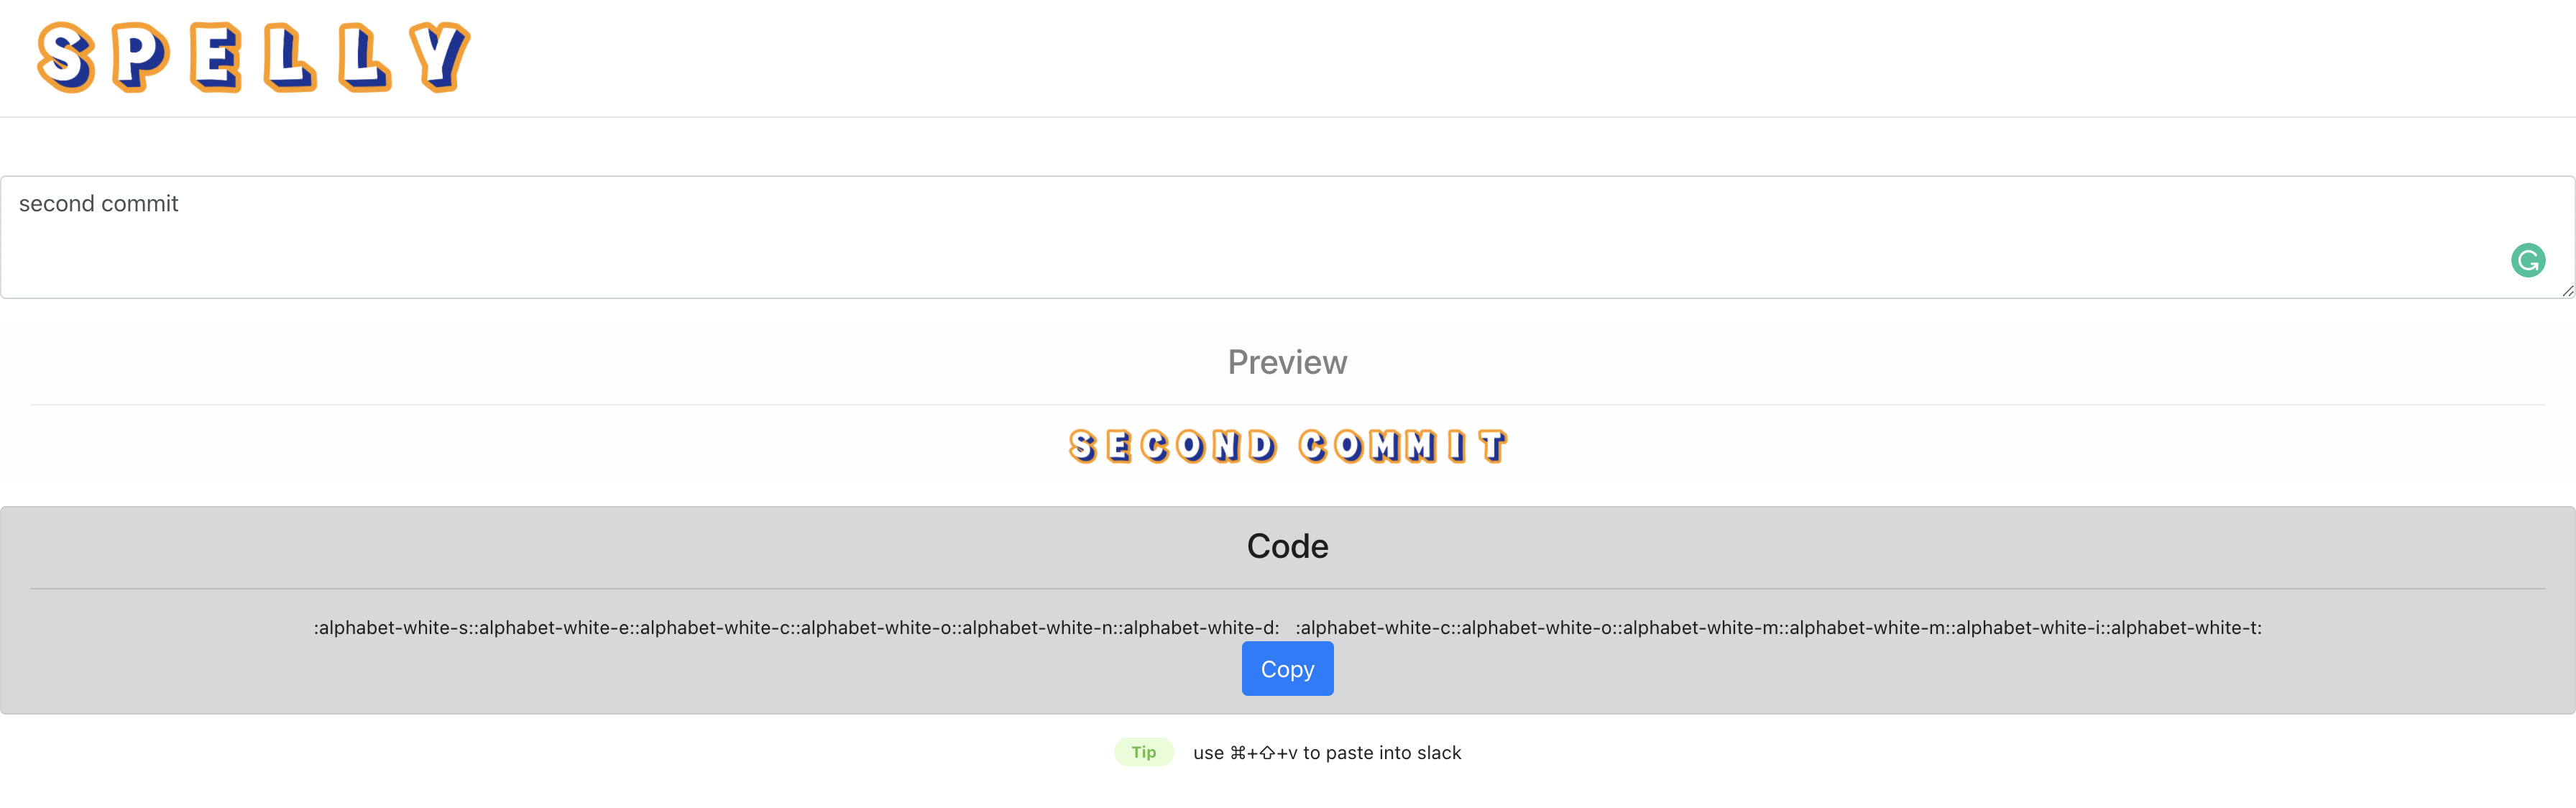 SPELLY
second commit
Preview
SECOND COMMIT
Code
:alphabet-white-s::alphabet-white-e::alphabet-white-c::alphabet-white-o::alphabet-white-n::alphabet-white-d: :alphabet-white-c::alphabet-white-o::alphabet-white-m::alphabet-white-m::alphabet-white-i::alphabet-white-t:
Copy
Tip use ⌘+⇧+v to paste into slack